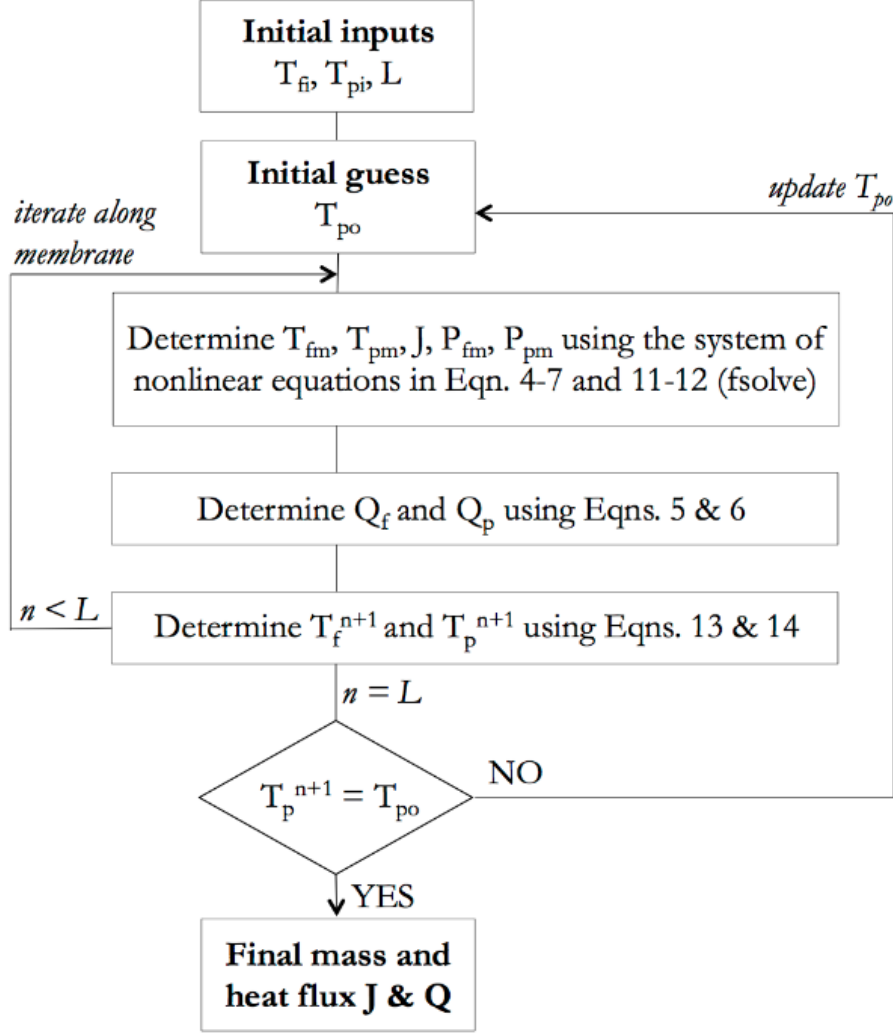 Initial inputs
T_fi, T_pi, L
Initial guess
T_po
update T_po
iterate along
membrane
Determine T_fm, T_pm, J, P_fm, P_pm using the system of
nonlinear equations in Eqn. 4-7 and 11-12 (fsolve)
Determine Q_f and Q_p using Eqns. 5 & 6
n < L
Determine T_f^n+1 and T_p^n+1 using Eqns. 13 & 14
n = L
T_p^n+1 = T_po
NO
YES
Final mass and
heat flux J & Q